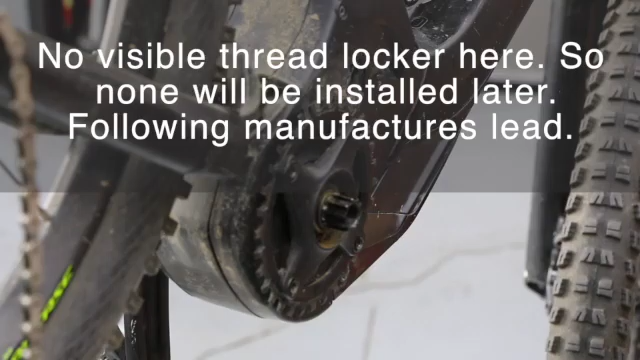 No visible thread locker here. So
none will be installed later.
Following manufactures lead.